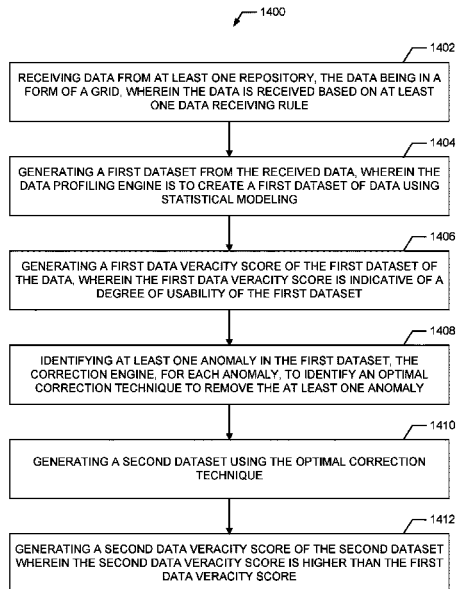 1400
1402
RECEIVING DATA FROM AT LEAST ONE REPOSITORY, THE DATA BEING IN A
FORM OF A GRID, WHEREIN THE DATA IS RECEIVED BASED ON AT LEAST
ONE DATA RECEIVING RULE
1404
GENERATING A FIRST DATASET FROM THE RECEIVED DATA, WHEREIN THE
DATA PROFILING ENGINE IS TO CREATE A FIRST DATASET OF DATA USING
STATISTICAL MODELING
1406
GENERATING A FIRST DATA VERACITY SCORE OF THE FIRST DATASET OF
THE DATA, WHEREIN THE FIRST DATA VERACITY SCORE IS INDICATIVE OF A
DEGREE OF USABILITY OF THE FIRST DATASET
1408
IDENTIFYING AT LEAST ONE ANOMALY IN THE FIRST DATASET, THE
CORRECTION ENGINE, FOR EACH ANOMALY, TO IDENTIFY AN OPTIMAL
CORRECTION TECHNIQUE TO REMOVE THE AT LEAST ONE ANOMALY
1410
GENERATING A SECOND DATASET USING THE OPTIMAL CORRECTION
TECHNIQUE
1412
GENERATING A SECOND DATA VERACITY SCORE OF THE SECOND DATASET
WHEREIN THE SECOND DATA VERACITY SCORE IS HIGHER THAN THE FIRST
DATA VERACITY SCORE